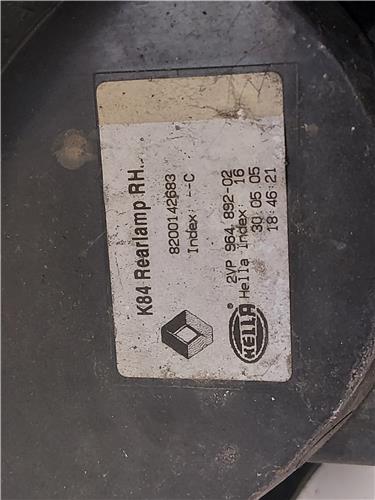 K84 Rearlamp RH..
8200142683
Index: --C
2VP 964 892-02
Hella Index: 16
30.05.05
18:46:21
HELLA